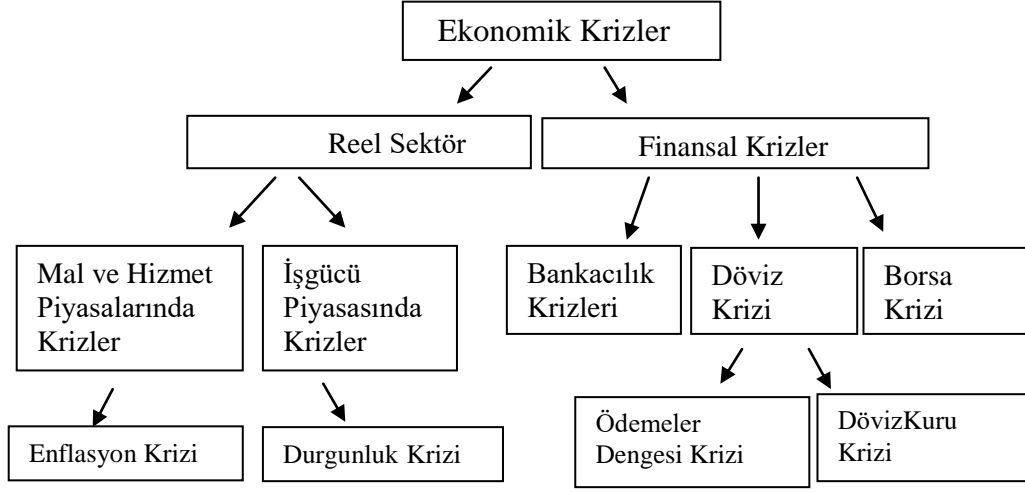 Ekonomik Krizler
Reel Sektör
Finansal Krizler
Mal ve Hizmet
Piyasalarında
Krizler
İşgücü
Piyasasında
Krizler
Bankacılık
Krizleri
Döviz
Krizi
Borsa
Krizi
Enflasyon Krizi
Durgunluk Krizi
Ödemeler
Dengesi Krizi
DövizKuru
Krizi